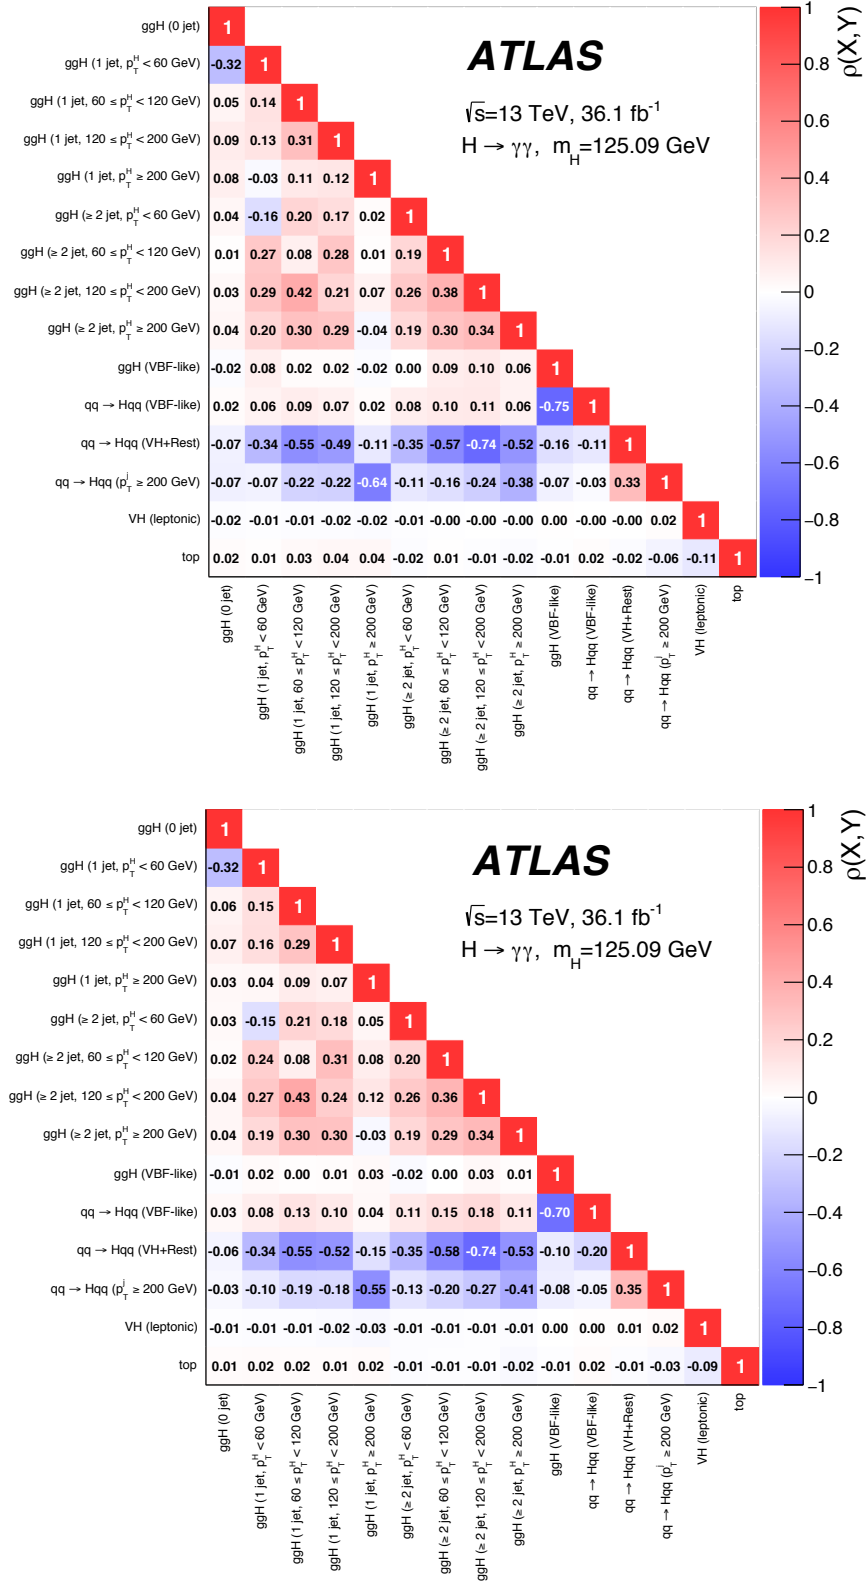 ggH (0 jet) 1
ggH (1 jet, p_T^H < 60 GeV) -0.32 1
ggH (1 jet, 60 ≤ p_T^H < 120 GeV) 0.05 0.14 1
ggH (1 jet, 120 ≤ p_T^H < 200 GeV) 0.09 0.13 0.31 1
ggH (1 jet, p_T^H ≥ 200 GeV) 0.08 -0.03 0.11 0.12 1
ggH (≥ 2 jet, p_T^H < 60 GeV) 0.04 -0.16 0.20 0.17 0.02 1
ggH (≥ 2 jet, 60 ≤ p_T^H < 120 GeV) 0.01 0.27 0.08 0.28 0.01 0.19 1
ggH (≥ 2 jet, 120 ≤ p_T^H < 200 GeV) 0.03 0.29 0.42 0.21 0.07 0.26 0.38 1
ggH (≥ 2 jet, p_T^H ≥ 200 GeV) 0.04 0.20 0.30 0.29 -0.04 0.19 0.30 0.34 1
ggH (VBF-like) -0.02 0.08 0.02 0.02 -0.02 0.00 0.09 0.10 0.06 1
qq → Hqq (VBF-like) 0.02 0.06 0.09 0.07 0.02 0.08 0.10 0.11 0.06 -0.75 1
qq → Hqq (VH+Rest) -0.07 -0.34 -0.55 -0.49 -0.11 -0.35 -0.57 -0.74 -0.52 -0.16 -0.11 1
qq → Hqq (p_T^j ≥ 200 GeV) -0.07 -0.07 -0.22 -0.22 -0.64 -0.11 -0.16 -0.24 -0.38 -0.07 -0.03 0.33 1
VH (leptonic) -0.02 -0.01 -0.01 -0.02 -0.02 -0.01 -0.00 -0.00 -0.00 0.00 -0.00 -0.00 0.02 1
top 0.02 0.01 0.03 0.04 0.04 -0.02 0.01 -0.01 -0.02 -0.01 0.02 -0.02 -0.06 -0.11 1
ATLAS
√s=13 TeV, 36.1 fb⁻¹
H → γγ, m_H=125.09 GeV
ρ(X,Y)
1
0.8
0.6
0.4
0.2
0
−0.2
−0.4
−0.6
−0.8
−1
ggH (0 jet)
ggH (1 jet, p_T^H < 60 GeV)
ggH (1 jet, 60 ≤ p_T^H < 120 GeV)
ggH (1 jet, 120 ≤ p_T^H < 200 GeV)
ggH (1 jet, p_T^H ≥ 200 GeV)
ggH (≥ 2 jet, p_T^H < 60 GeV)
ggH (≥ 2 jet, 60 ≤ p_T^H < 120 GeV)
ggH (≥ 2 jet, 120 ≤ p_T^H < 200 GeV)
ggH (≥ 2 jet, p_T^H ≥ 200 GeV)
ggH (VBF-like)
qq → Hqq (VBF-like)
qq → Hqq (VH+Rest)
qq → Hqq (p_T^j ≥ 200 GeV)
VH (leptonic)
top
ggH (0 jet) 1
ggH (1 jet, p_T^H < 60 GeV) -0.32 1
ggH (1 jet, 60 ≤ p_T^H < 120 GeV) 0.06 0.15 1
ggH (1 jet, 120 ≤ p_T^H < 200 GeV) 0.07 0.16 0.29 1
ggH (1 jet, p_T^H ≥ 200 GeV) 0.03 0.04 0.09 0.07 1
ggH (≥ 2 jet, p_T^H < 60 GeV) 0.03 -0.15 0.21 0.18 0.05 1
ggH (≥ 2 jet, 60 ≤ p_T^H < 120 GeV) 0.02 0.24 0.08 0.31 0.08 0.20 1
ggH (≥ 2 jet, 120 ≤ p_T^H < 200 GeV) 0.04 0.27 0.43 0.24 0.12 0.26 0.36 1
ggH (≥ 2 jet, p_T^H ≥ 200 GeV) 0.04 0.19 0.30 0.30 -0.03 0.19 0.29 0.34 1
ggH (VBF-like) -0.01 0.02 0.00 0.01 0.03 -0.02 0.00 0.03 0.01 1
qq → Hqq (VBF-like) 0.03 0.08 0.13 0.10 0.04 0.11 0.15 0.18 0.11 -0.70 1
qq → Hqq (VH+Rest) -0.06 -0.34 -0.55 -0.52 -0.15 -0.35 -0.58 -0.74 -0.53 -0.10 -0.20 1
qq → Hqq (p_T^j ≥ 200 GeV) -0.03 -0.10 -0.19 -0.18 -0.55 -0.13 -0.20 -0.27 -0.41 -0.08 -0.05 0.35 1
VH (leptonic) -0.01 -0.01 -0.01 -0.02 -0.03 -0.01 -0.01 -0.01 -0.01 0.00 0.00 0.01 0.02 1
top 0.01 0.02 0.02 0.01 0.02 -0.01 -0.01 -0.01 -0.02 -0.01 0.02 -0.01 -0.03 -0.09 1
ATLAS
√s=13 TeV, 36.1 fb⁻¹
H → γγ, m_H=125.09 GeV
ρ(X,Y)
1
0.8
0.6
0.4
0.2
0
−0.2
−0.4
−0.6
−0.8
−1
ggH (0 jet)
ggH (1 jet, p_T^H < 60 GeV)
ggH (1 jet, 60 ≤ p_T^H < 120 GeV)
ggH (1 jet, 120 ≤ p_T^H < 200 GeV)
ggH (1 jet, p_T^H ≥ 200 GeV)
ggH (≥ 2 jet, p_T^H < 60 GeV)
ggH (≥ 2 jet, 60 ≤ p_T^H < 120 GeV)
ggH (≥ 2 jet, 120 ≤ p_T^H < 200 GeV)
ggH (≥ 2 jet, p_T^H ≥ 200 GeV)
ggH (VBF-like)
qq → Hqq (VBF-like)
qq → Hqq (VH+Rest)
qq → Hqq (p_T^j ≥ 200 GeV)
VH (leptonic)
top